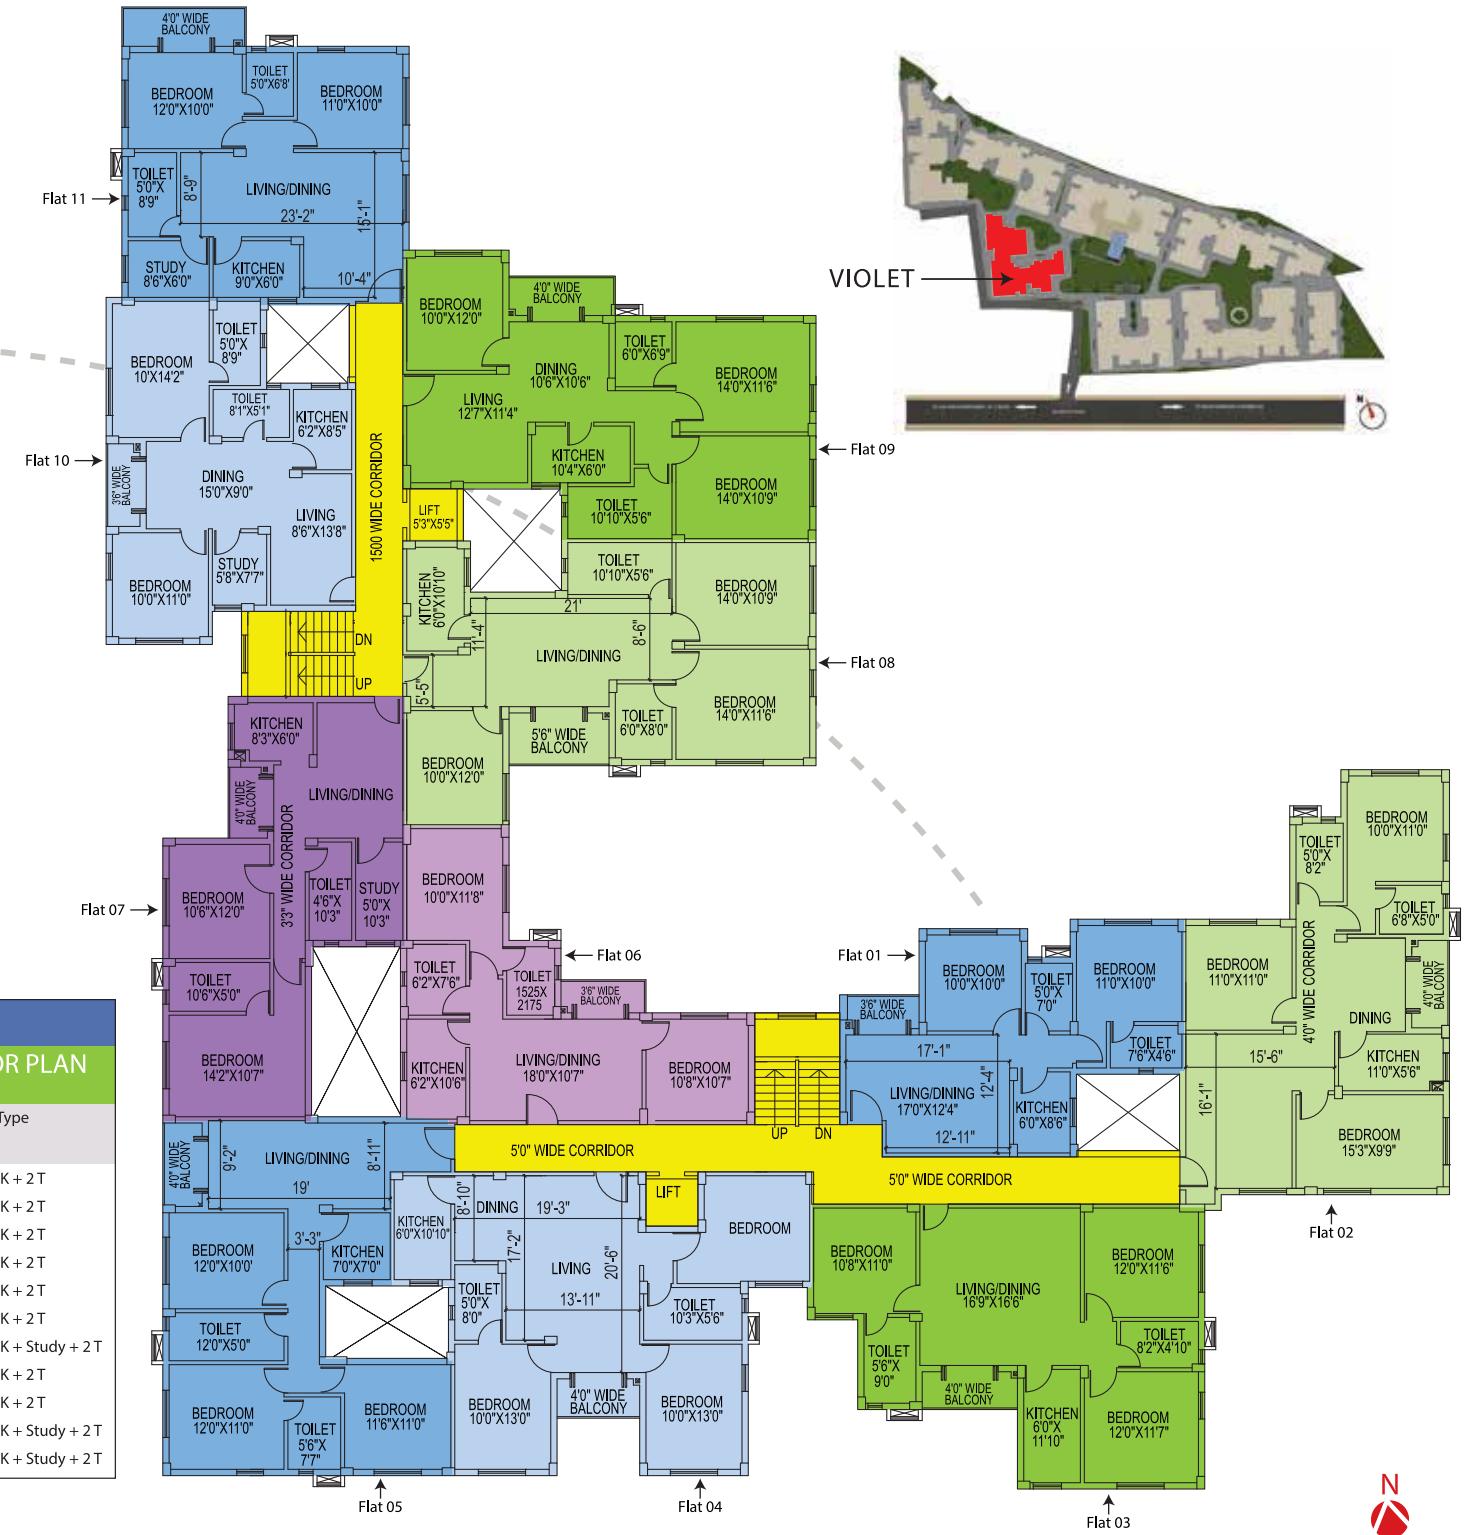 4'0" WIDE
BALCONY
BEDROOM
12'0"X10'0"
TOILET
5'0"X6'8'
BEDROOM
11'0"X10'0"
TOILET
5'0"X
8'9"
8'-9"
LIVING/DINING
23'-2"
15'-1"
Flat 11
STUDY
8'6"X6'0"
KITCHEN
9'0"X6'0"
10'-4"
BEDROOM
10'X14'2"
TOILET
5'0"X
8'9"
TOILET
8'1"X5'1"
KITCHEN
6'2"X8'5"
Flat 10
3'6" WIDE
BALCONY
DINING
15'0"X9'0"
LIVING
8'6"X13'8"
BEDROOM
10'0"X11'0"
STUDY
5'8"X7'7"
1500 WIDE CORRIDOR
DN
UP
BEDROOM
10'0"X12'0"
4'0" WIDE
BALCONY
TOILET
6'0"X6'9"
DINING
10'6"X10'6"
BEDROOM
14'0"X11'6"
LIVING
12'7"X11'4"
KITCHEN
10'4"X6'0"
Flat 09
BEDROOM
14'0"X10'9"
TOILET
10'10"X5'6"
LIFT
5'3"X5'5"
KITCHEN
6'0"X10'10"
TOILET
10'10"X5'6"
BEDROOM
14'0"X10'9"
21'
11'-4"
8'-6"
LIVING/DINING
Flat 08
5'-5"
BEDROOM
14'0"X11'6"
TOILET
6'0"X8'0"
5'6" WIDE
BALCONY
BEDROOM
10'0"X12'0"
VIOLET
N
KITCHEN
8'3"X6'0"
4'0" WIDE
BALCONY
LIVING/DINING
3'3" WIDE CORRIDOR
BEDROOM
10'6"X12'0"
TOILET
4'6"X
10'3"
STUDY
5'0"X
10'3"
Flat 07
TOILET
10'6"X5'0"
BEDROOM
14'2"X10'7"
BEDROOM
10'0"X11'8"
Flat 06
TOILET
6'2"X7'6"
TOILET
1525X
2175
3'6" WIDE
BALCONY
KITCHEN
6'2"X10'6"
LIVING/DINING
18'0"X10'7"
BEDROOM
10'8"X10'7"
UP
DN
Flat 01
BEDROOM
10'0"X10'0"
TOILET
5'0"X
7'0"
BEDROOM
11'0"X10'0"
3'6" WIDE
BALCONY
17'-1"
12'-4"
TOILET
7'6"X4'6"
LIVING/DINING
17'0"X12'4"
KITCHEN
6'0"X8'6"
12'-11"
BEDROOM
10'0"X11'0"
TOILET
5'0"X
8'2"
TOILET
6'8"X5'0"
BEDROOM
11'0"X11'0"
4'0" WIDE CORRIDOR
4'0" WIDE
BALCONY
DINING
15'-6"
KITCHEN
11'0"X5'6"
16'-1"
BEDROOM
15'3"X9'9"
Flat 02
5'0" WIDE CORRIDOR
5'0" WIDE CORRIDOR
LIFT
4'0" WIDE
BALCONY
9'-2"
LIVING/DINING
8'-11"
19'
BEDROOM
12'0"X10'0'
3'-3"
KITCHEN
7'0"X7'0"
TOILET
12'0"X5'0"
BEDROOM
12'0"X11'0"
TOILET
5'6"X
7'7"
BEDROOM
11'6"X11'0"
Flat 05
KITCHEN
6'0"X10'10"
8'-10"
DINING
19'-3"
17'-2"
LIVING
20'-6"
13'-11"
BEDROOM
TOILET
5'0"X
8'0"
TOILET
10'3"X5'6"
BEDROOM
10'0"X13'0"
4'0" WIDE
BALCONY
BEDROOM
10'0"X13'0"
Flat 04
BEDROOM
10'8"X11'0"
LIVING/DINING
16'9"X16'6"
BEDROOM
12'0"X11'6"
TOILET
5'6"X
9'0"
TOILET
8'2"X4'10"
4'0" WIDE
BALCONY
KITCHEN
6'0"X
11'10"
BEDROOM
12'0"X11'7"
Flat 03
OR PLAN
Type
K + 2 T
K + 2 T
K + 2 T
K + 2 T
K + 2 T
K + 2 T
K + Study + 2 T
K + 2 T
K + 2 T
K + Study + 2 T
K + Study + 2 T
N